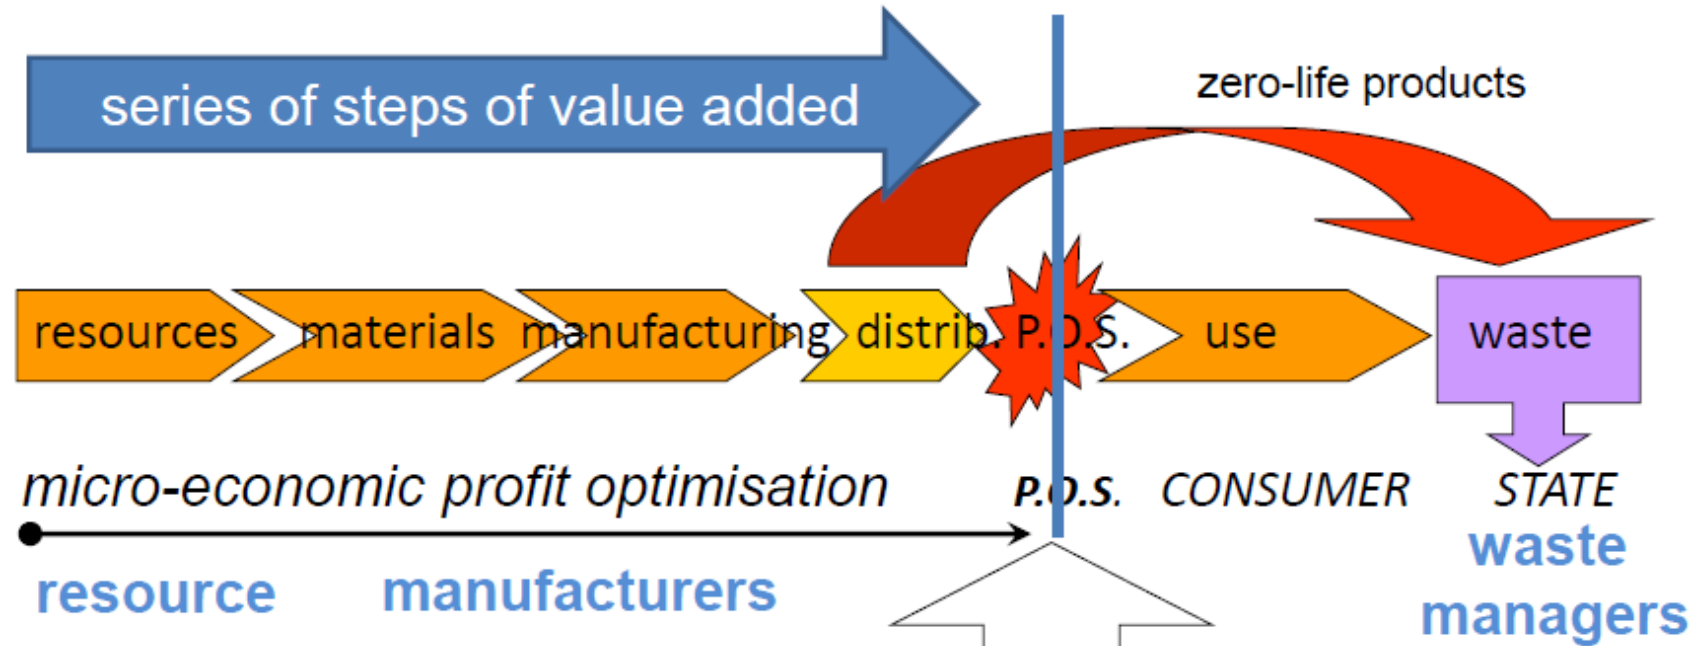 series of steps of value added
zero-life products
resources materials manufacturing distrib. P.O.S. use waste
micro-economic profit optimisation P.O.S. CONSUMER STATE
resource manufacturers waste
managers